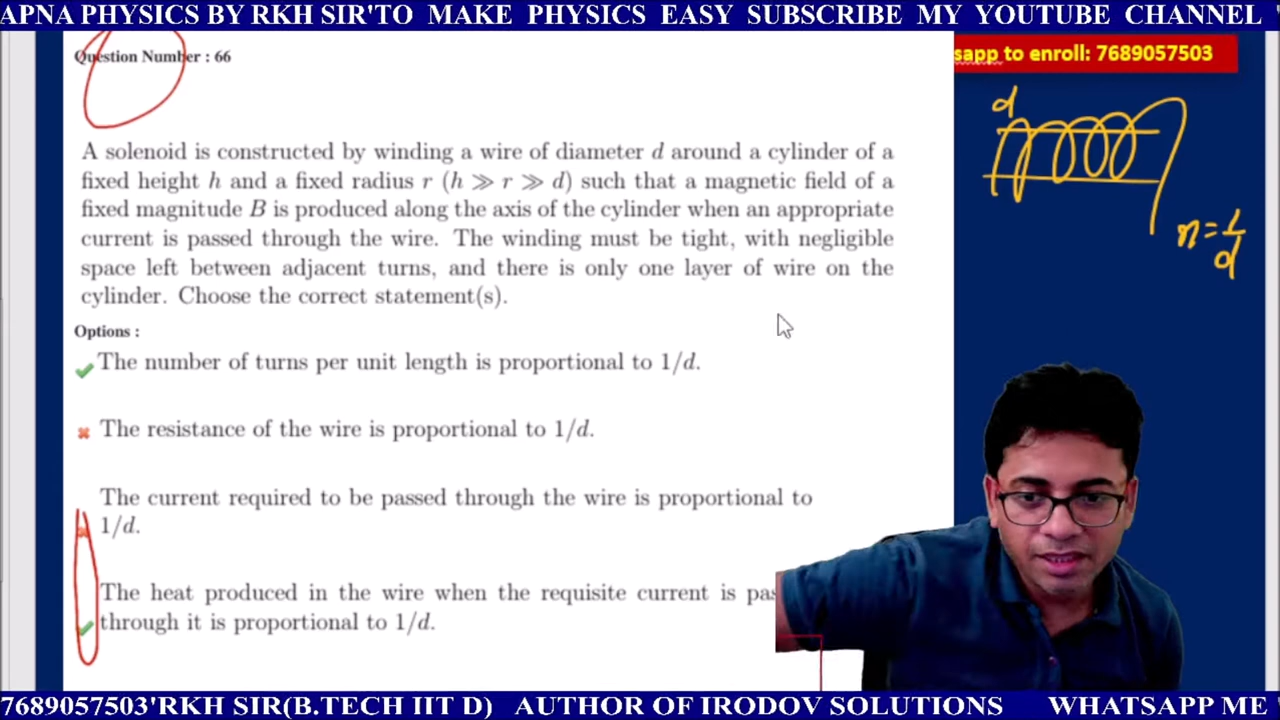 APNA PHYSICS BY RKH SIR'TO MAKE PHYSICS EASY SUBSCRIBE MY YOUTUBE CHANNEL '
Question Number : 66
sapp to enroll: 7689057503
d
n = 1/d
A solenoid is constructed by winding a wire of diameter d around a cylinder of a
fixed height h and a fixed radius r (h ≫ r ≫ d) such that a magnetic field of a
fixed magnitude B is produced along the axis of the cylinder when an appropriate
current is passed through the wire. The winding must be tight, with negligible
space left between adjacent turns, and there is only one layer of wire on the
cylinder. Choose the correct statement(s).
Options :
The number of turns per unit length is proportional to 1/d.
The resistance of the wire is proportional to 1/d.
The current required to be passed through the wire is proportional to
1/d.
The heat produced in the wire when the requisite current is pas
through it is proportional to 1/d.
7689057503'RKH SIR(B.TECH IIT D) AUTHOR OF IRODOV SOLUTIONS WHATSAPP ME